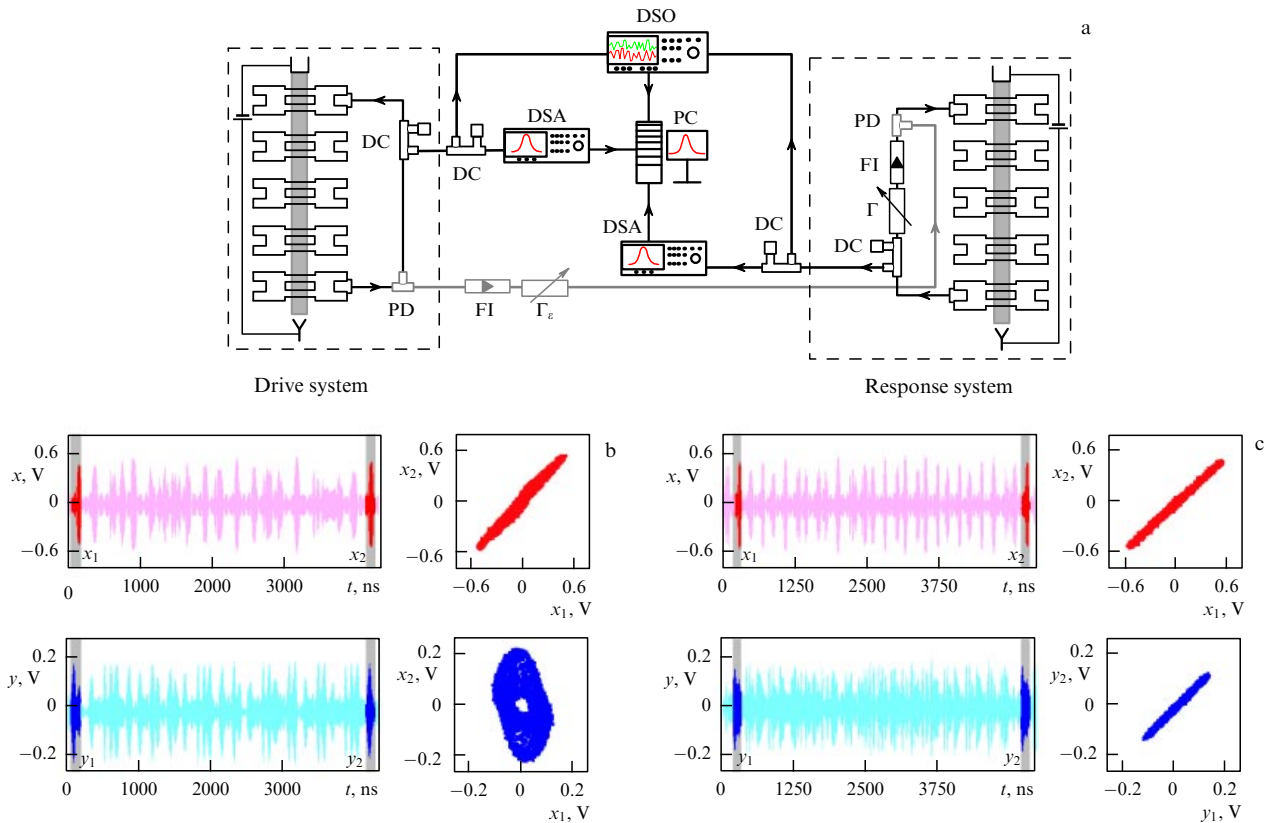 DSO
a
DSA
PC
PD
DC
FI
DC
Γ
DC
DSA
DC
PD
FI
Γε
Drive system
Response system
b
0.6
x, V
0
−0.6
x1
x2
0
1000
2000
3000
t, ns
0.6
x2, V
0
−0.6
−0.6
0
0.6
x1, V
c
0.6
x, V
0
−0.6
x1
x2
0
1250
2500
3750
t, ns
0.6
x2, V
0
−0.6
−0.6
0
0.6
x1, V
0.2
y, V
0
−0.2
y1
y2
0
1000
2000
3000
t, ns
0.2
x2, V
0
−0.2
−0.2
0
0.2
x1, V
0.2
y, V
0
−0.2
y1
y2
0
1250
2500
3750
t, ns
0.2
y2, V
0
−0.2
−0.2
0
0.2
y1, V